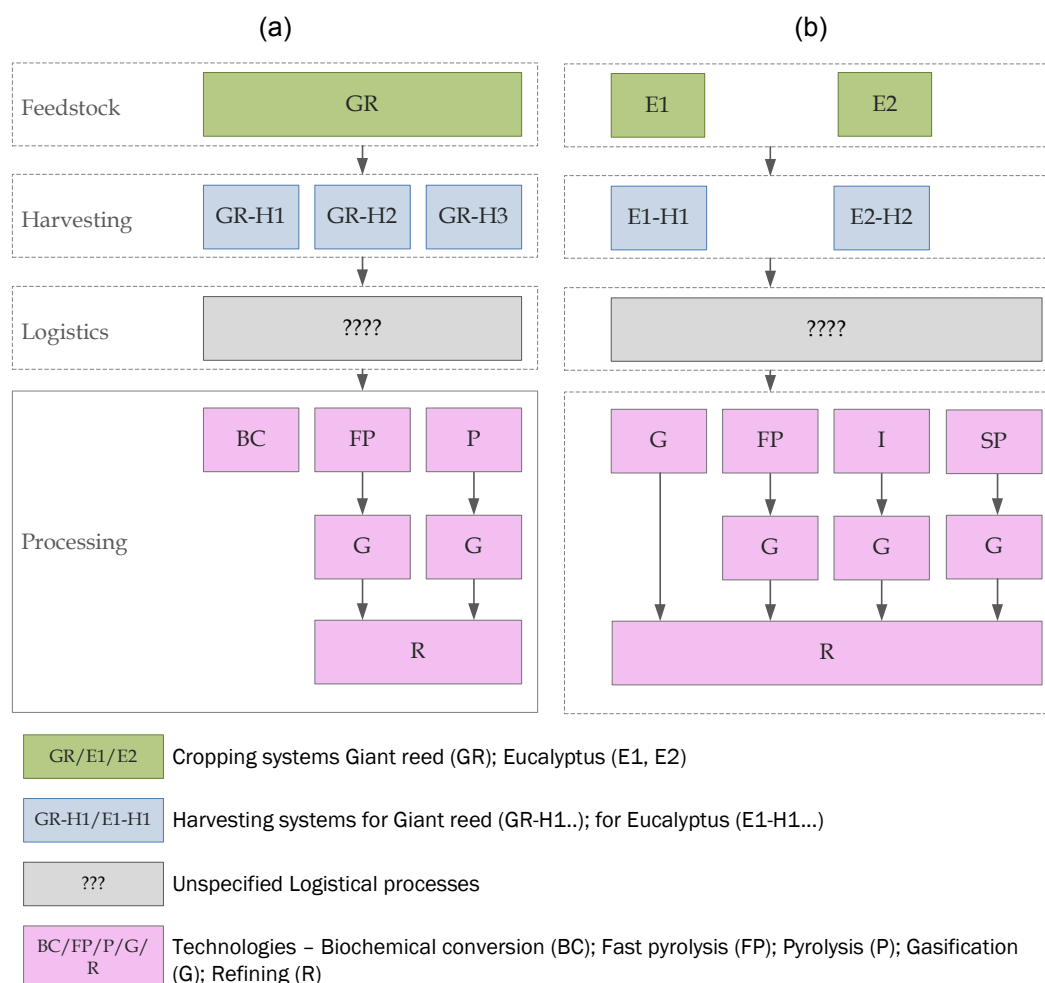 (a)
(b)
Feedstock
GR
E1
E2
Harvesting
GR-H1
GR-H2
GR-H3
E1-H1
E2-H2
Logistics
????
????
Processing
BC
FP
P
G
G
R
G
FP
I
SP
G
G
G
R
GR/E1/E2
Cropping systems Giant reed (GR); Eucalyptus (E1, E2)
GR-H1/E1-H1
Harvesting systems for Giant reed (GR-H1..); for Eucalyptus (E1-H1...)
???
Unspecified Logistical processes
BC/FP/P/G/
R
Technologies – Biochemical conversion (BC); Fast pyrolysis (FP); Pyrolysis (P); Gasification
(G); Refining (R)